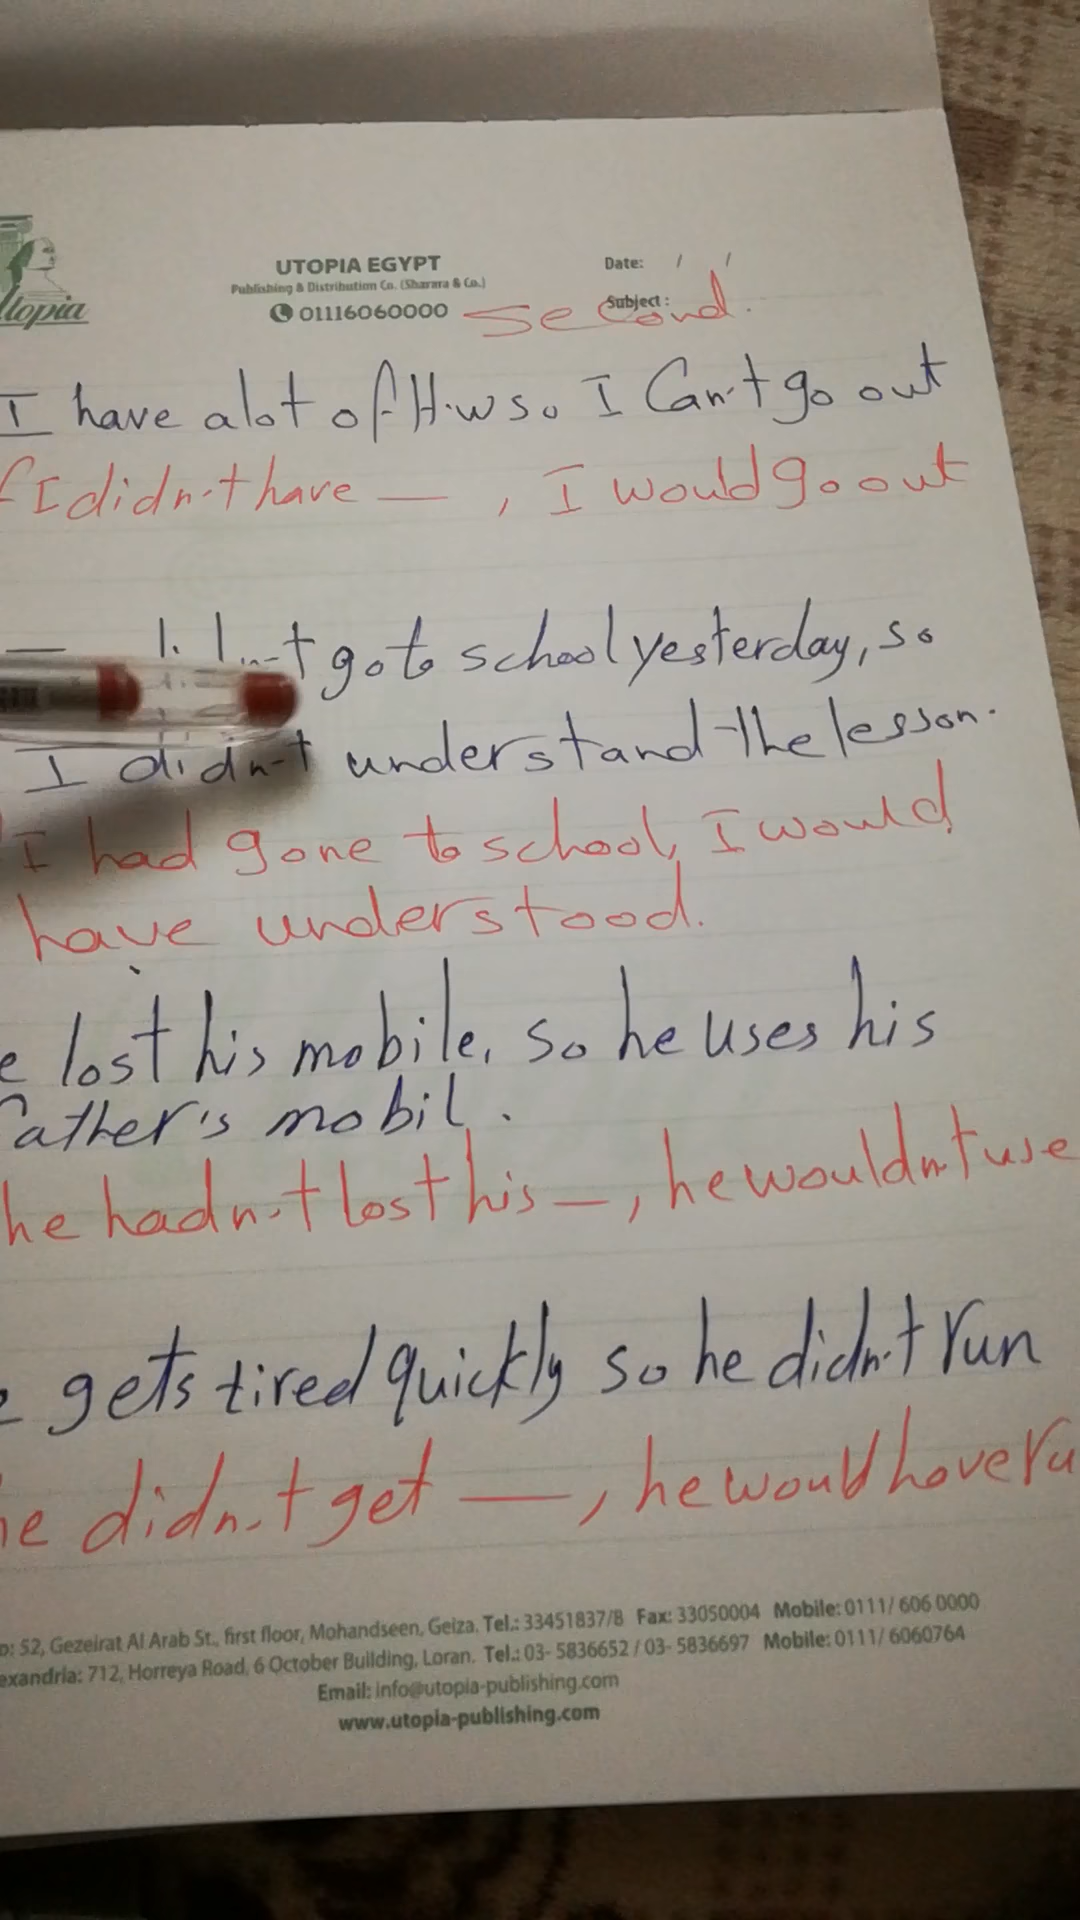 UTOPIA EGYPT
Publishing & Distribution Co. (Sharara & Co.)
01116060000
Date: / /
Subject:
second.
I have alot of H.w so I Can't go out
I didn't have — , I would go out
go to school yesterday, so
I didn't understand the lesson.
I had gone to school, I would
have understood.
lost his mobile, so he uses his
father's mobil.
he hadn't lost his —, he wouldn't use
gets tired quickly so he didn't run
didn't get —, he would have
52, Gezeirat Al Arab St., first floor, Mohandseen, Geiza. Tel.: 33451837/8 Fax: 33050004 Mobile: 0111/ 606 0000
712, Horreya Road, 6 October Building, Loran. Tel.: 03- 5836652 / 03- 5836697 Mobile: 0111/ 6060764
Email: info@utopia-publishing.com
www.utopia-publishing.com